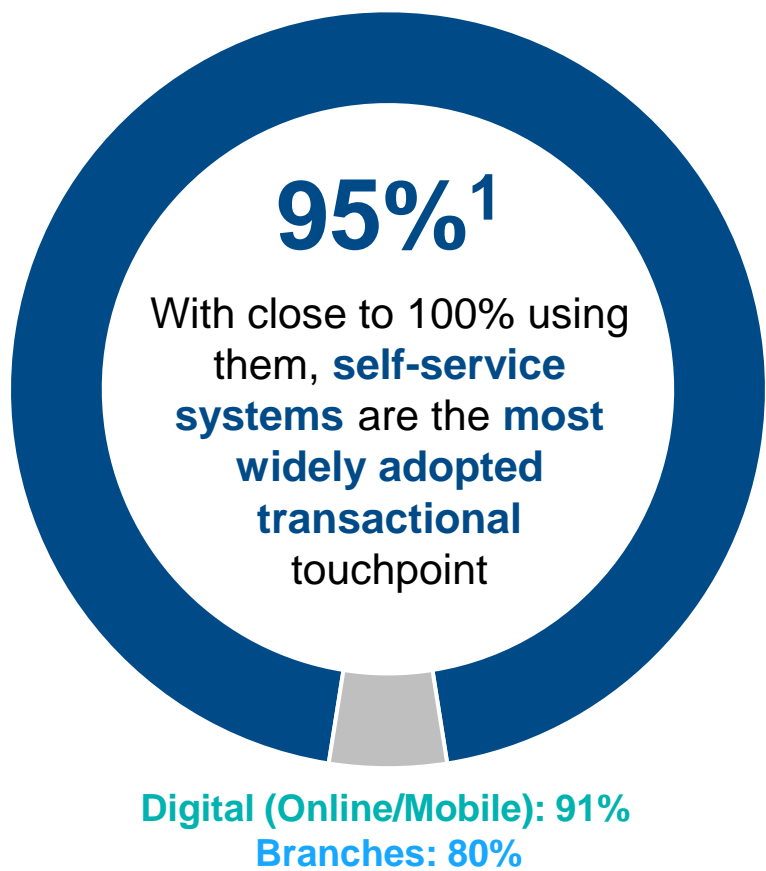 95%¹
With close to 100% using
them, self-service
systems are the most
widely adopted
transactional
touchpoint
Digital (Online/Mobile): 91%
Branches: 80%